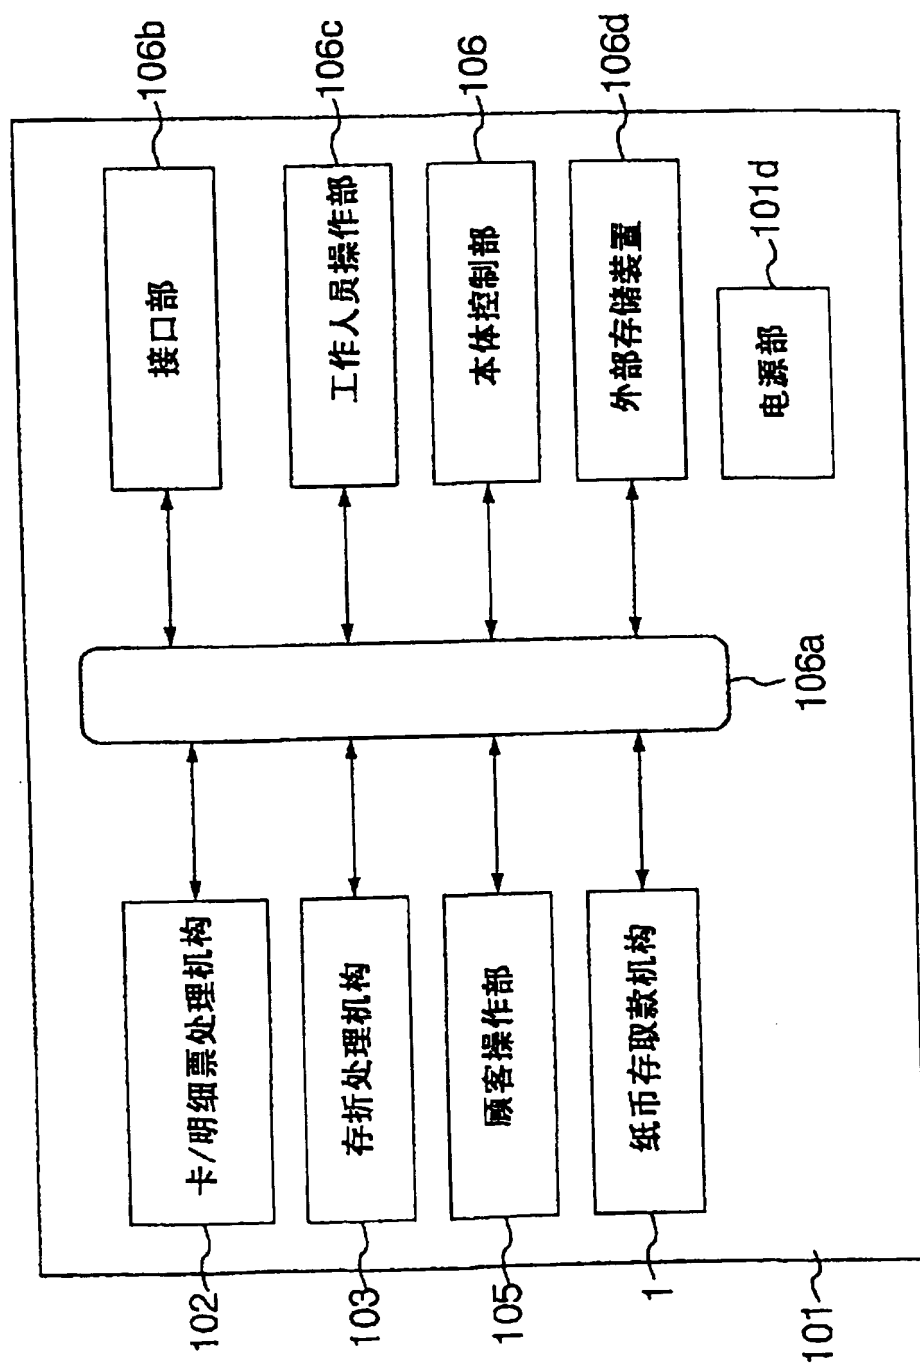 102
卡/明细票处理机构
103
存折处理机构
105
顾客操作部
1
纸币存取款机构
101
106a
接口部
106b
工作人员操作部
106c
本体控制部
106
外部存储装置
106d
电源部
101d